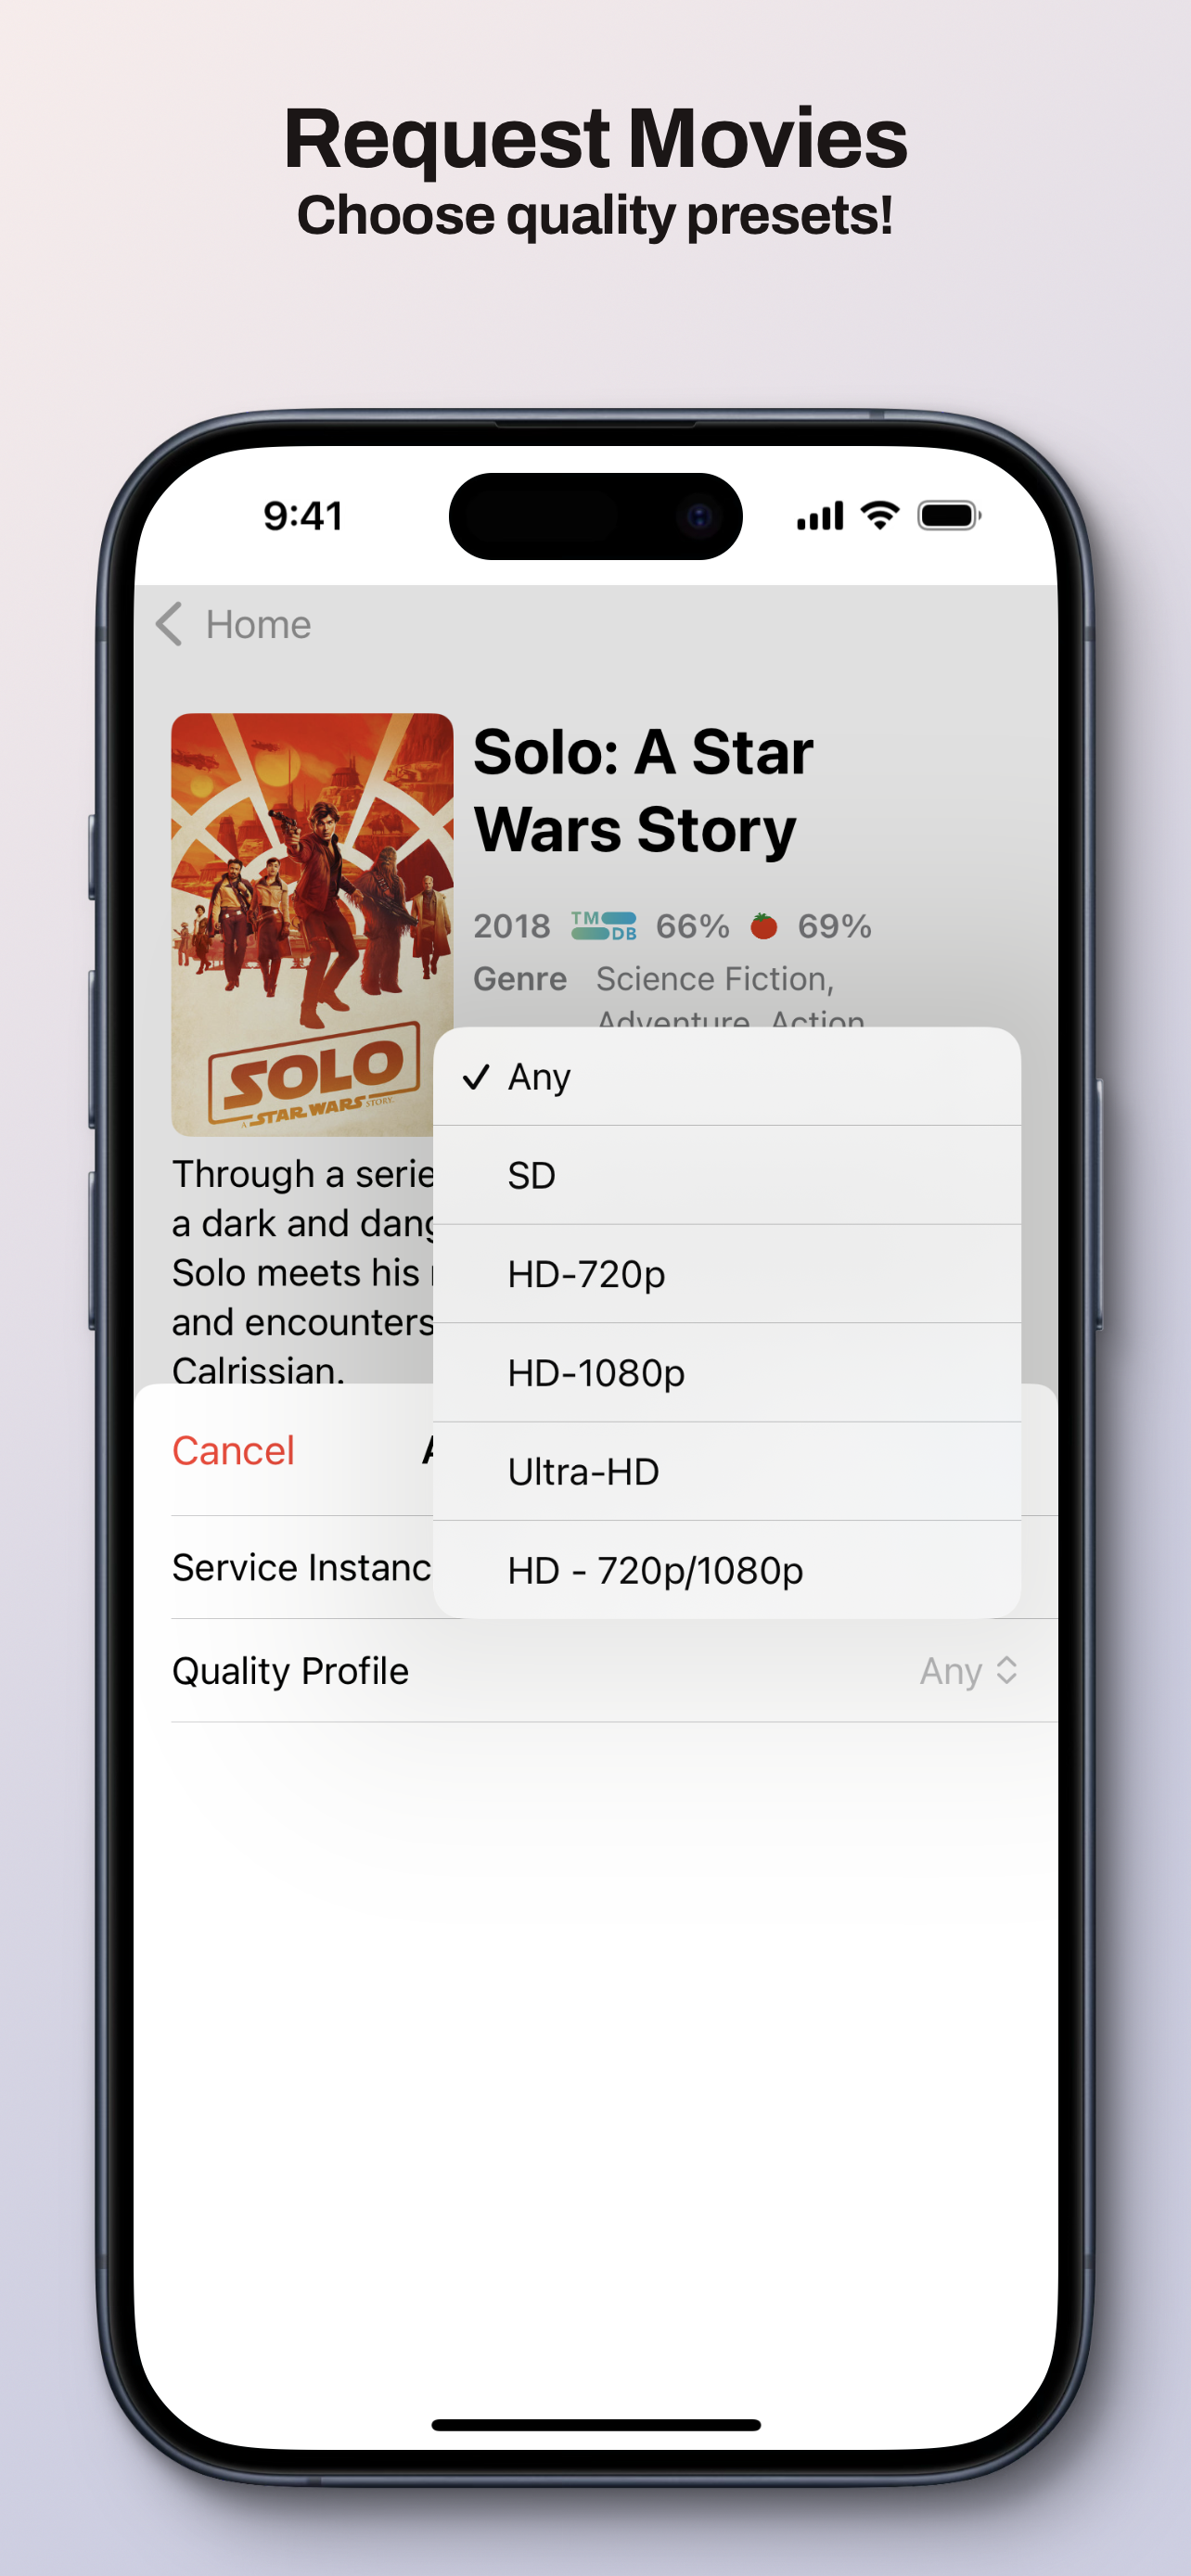 Request Movies
Choose quality presets!
9:41
Home
Solo: A Star
Wars Story
2018 TMDB 66% 69%
Genre Science Fiction,
Adventure, Action
SOLO
A STAR WARS STORY.
Through a serie
a dark and dang
Solo meets his
and encounters
Calrissian.
Any
SD
HD-720p
HD-1080p
Ultra-HD
HD - 720p/1080p
Cancel
Service Instanc
Quality Profile Any